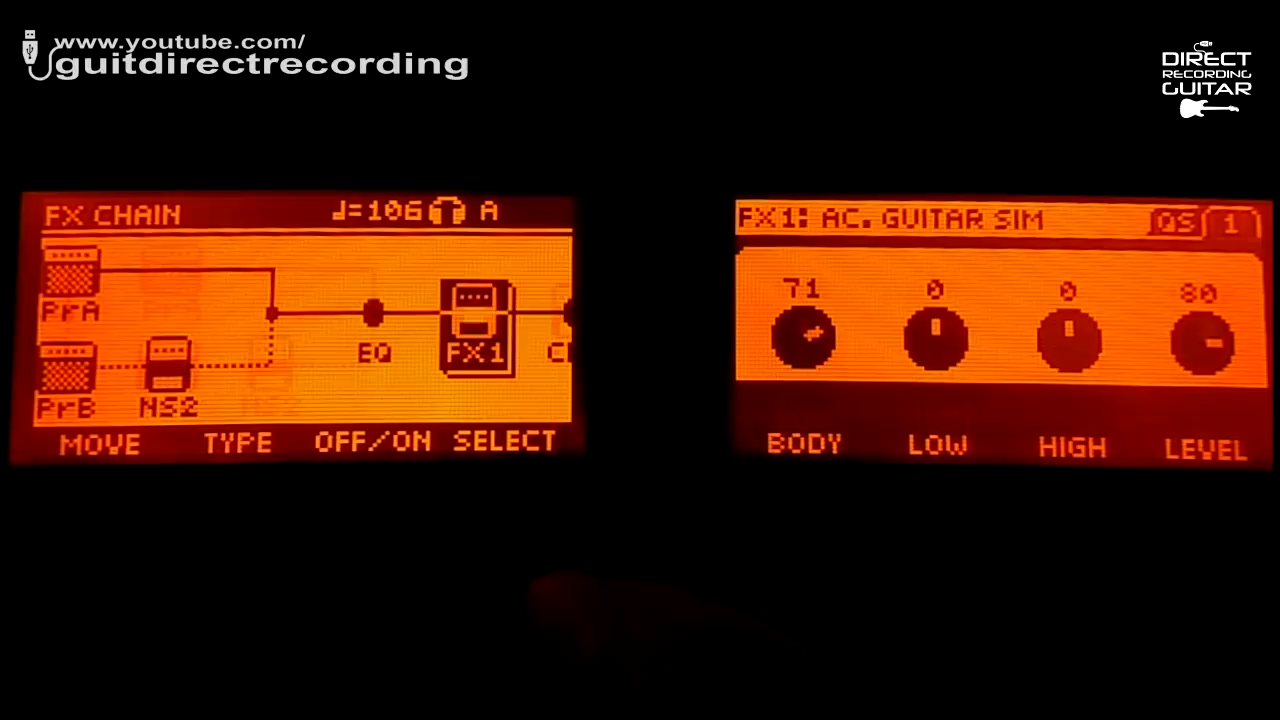 www.youtube.com/
guitdirectrecording
DIRECT
RECORDING
GUITAR
FX CHAIN ♩=106 A
PrA
EQ
FX1
PrB
NS2
MOVE TYPE OFF/ON SELECT
FX1: AC. GUITAR SIM QS 1
71 0 0 80
BODY LOW HIGH LEVEL